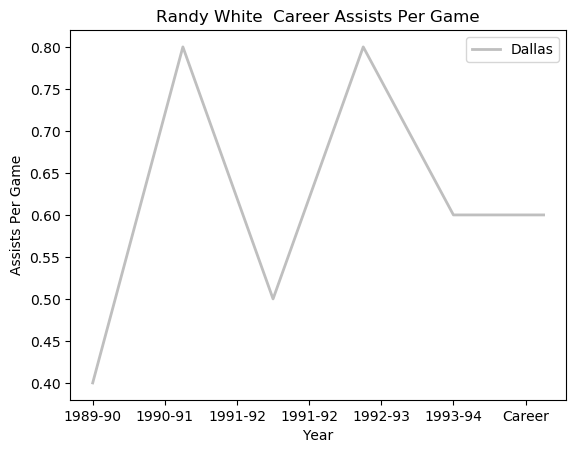 Randy White  Career Assists Per Game
Dallas
0.80
0.75
0.70
0.65
0.60
0.55
0.50
0.45
0.40
Assists Per Game
1989-90 1990-91 1991-92 1991-92 1992-93 1993-94 Career
Year